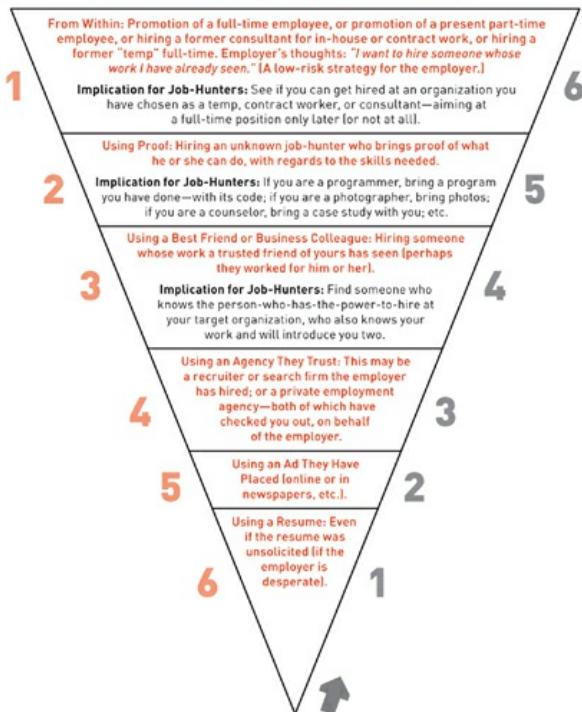 From Within: Promotion of a full-time employee, or promotion of a present part-time
employee, or hiring a former consultant for in-house or contract work, or hiring a
former “temp” full-time. Employer’s thoughts: “I want to hire someone whose
work I have already seen.” (A low-risk strategy for the employer.)
1
6
Implication for Job-Hunters: See if you can get hired at an organization you
have chosen as a temp, contract worker, or consultant—aiming at
a full-time position only later (or not at all).
Using Proof: Hiring an unknown job-hunter who brings proof of what
he or she can do, with regards to the skills needed.
2
5
Implication for Job-Hunters: If you are a programmer, bring a program
you have done—with its code; if you are a photographer, bring photos;
if you are a counselor, bring a case study with you; etc.
Using a Best Friend or Business Colleague: Hiring someone
whose work a trusted friend of yours has seen (perhaps
they worked for him or her).
3
4
Implication for Job-Hunters: Find someone who
knows the person-who-has-the-power-to-hire at
your target organization, who also knows your
work and will introduce you two.
Using an Agency They Trust: This may be
a recruiter or search firm the employer
has hired; or a private employment
agency—both of which have
checked you out, on behalf
of the employer.
4
3
Using an Ad They Have
Placed (online or in
newspapers, etc.).
5
2
Using a Resume: Even
if the resume was
unsolicited (if the
employer is
desperate).
6
1